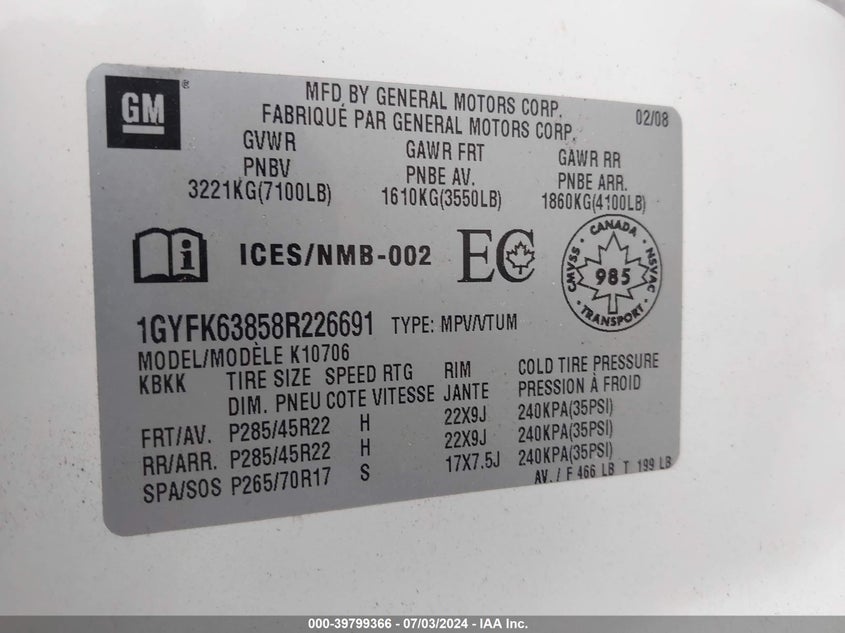 GM ®
MFD BY GENERAL MOTORS CORP.
FABRIQUÉ PAR GENERAL MOTORS CORP.
02/08
GVWR GAWR FRT GAWR RR
PNBV PNBE AV. PNBE ARR.
3221KG(7100LB) 1610KG(3550LB) 1860KG(4100LB)
i ICES/NMB-002 EC
CANADA
CMVSS 985 NSVAC
TRANSPORT
1GYFK63858R226691 TYPE: MPV/VTUM
MODEL/MODÈLE K10706
KBKK TIRE SIZE SPEED RTG RIM COLD TIRE PRESSURE
DIM. PNEU COTE VITESSE JANTE PRESSION À FROID
FRT/AV. P285/45R22 H 22X9J 240KPA(35PSI)
RR/ARR. P285/45R22 H 22X9J 240KPA(35PSI)
SPA/SOS P265/70R17 S 17X7.5J 240KPA(35PSI)
AV. / F 466 LB T 199 LB
000-39799366 - 07/03/2024 - IAA Inc.